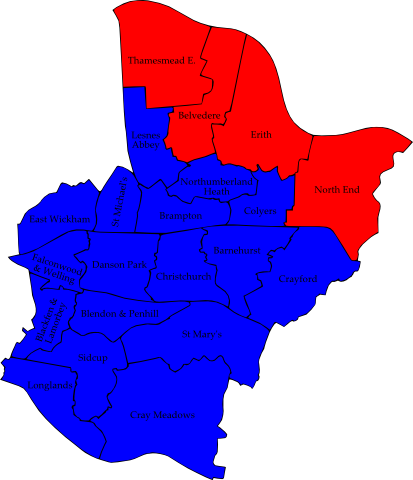 Thamesmead E.
Belvedere
Erith
Lesnes
Abbey
North End
Northumberland
Heath
St Michael's
Colyers
Brampton
East Wickham
Barnehurst
Falconwood
& Welling
Danson Park
Christchurch
Crayford
Blackfen &
Lamorbey
Blendon & Penhill
St Mary's
Sidcup
Longlands
Cray Meadows